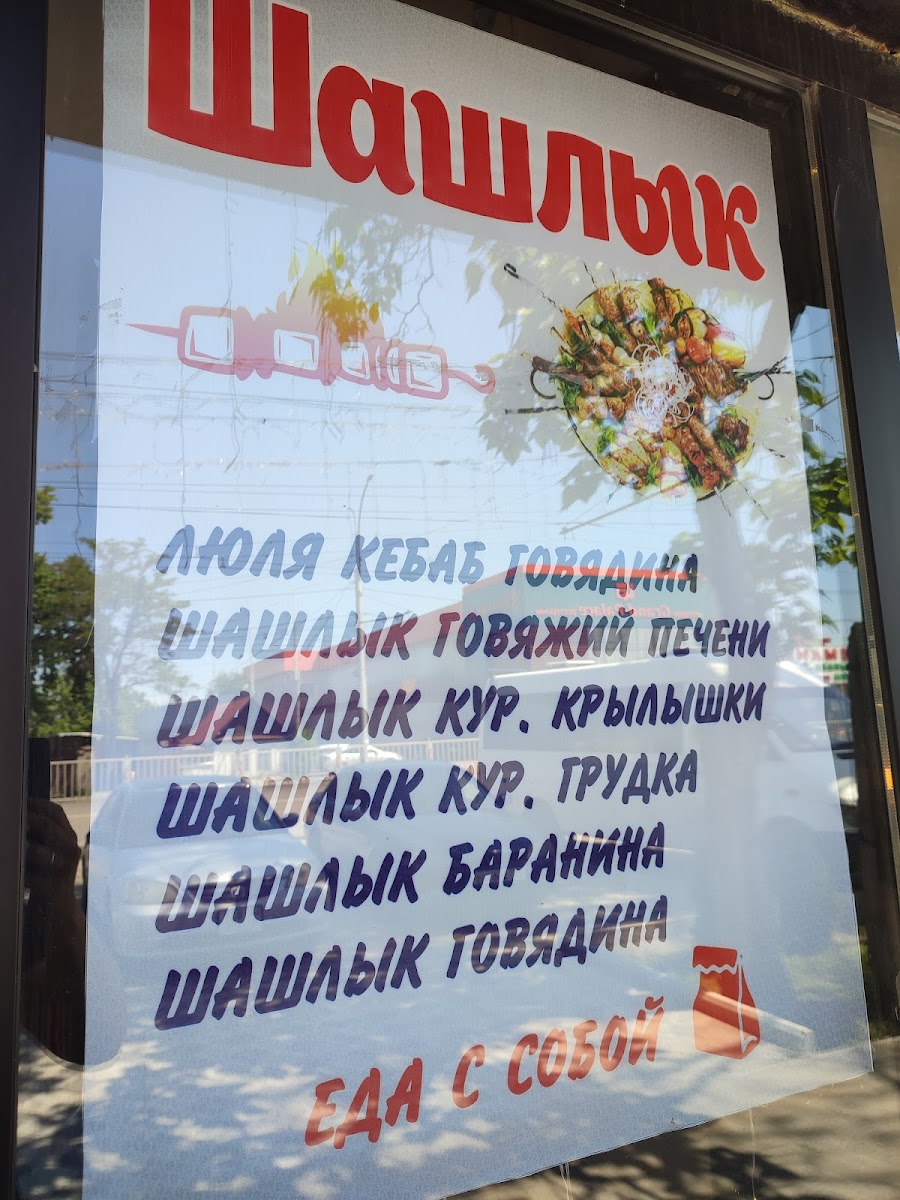 Шашлык
ЛЮЛЯ КЕБАБ ГОВЯДИНА
ШАШЛЫК ГОВЯЖИЙ ПЕЧЕНИ
ШАШЛЫК КУР. КРЫЛЫШКИ
ШАШЛЫК КУР. ГРУДКА
ШАШЛЫК БАРАНИНА
ШАШЛЫК ГОВЯДИНА
ЕДА С СОБОЙ